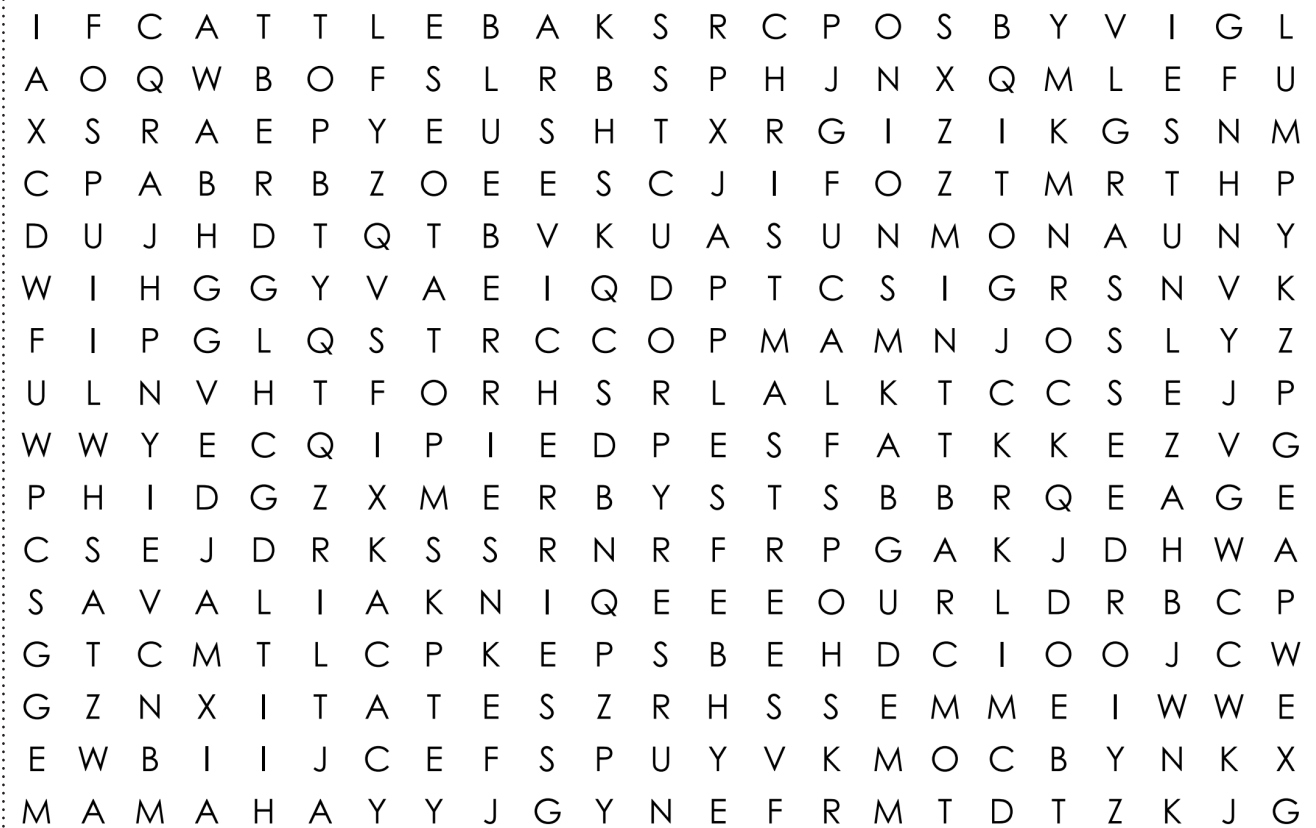 I F C A T T L E B A K S R C P O S B Y V I G L
A O Q W B O F S L R B S P H J N X Q M L E F U
X S R A E P Y E U S H T X R G I Z I K G S N M
C P A B R B Z O E E S C J I F O Z T M R T H P
D U J H D T Q T B V K U A S U N M O N A U N Y
W I H G G Y V A E I Q D P T C S I G R S N V K
F I P G L Q S T R C C O P M A M N J O S L Y Z
U L N V H T F O R H S R L A L K T C C S E J P
W W Y E C Q I P I E D P E S F A T K K E Z V G
P H I D G Z X M E R B Y S T S B B R Q E A G E
C S E J D R K S S R N R F R P G A K J D H W A
S A V A L I A K N I Q E E E O U R L D R B C P
G T C M T L C P K E P S B E H D C I O O J C W
G Z N X I T A T E S Z R H S S E M M E I W W E
E W B I I J C E F S P U Y V K M O C B Y N K X
M A M A H A Y Y J G Y N E F R M T D T Z K J G